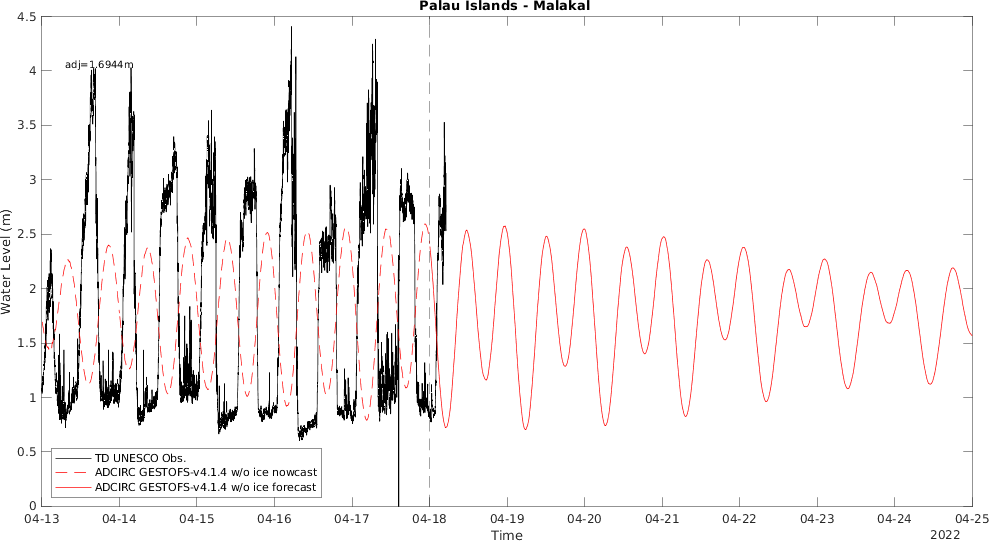 Palau Islands - Malakal
4.5
adj=1.6944m
4
3.5
3
2.5
Water Level (m)
2
1.5
1
0.5
TD UNESCO Obs.
ADCIRC GESTOFS-v4.1.4 w/o ice nowcast
ADCIRC GESTOFS-v4.1.4 w/o ice forecast
0
04-13 04-14 04-15 04-16 04-17 04-18 04-19 04-20 04-21 04-22 04-23 04-24 04-25
Time
2022